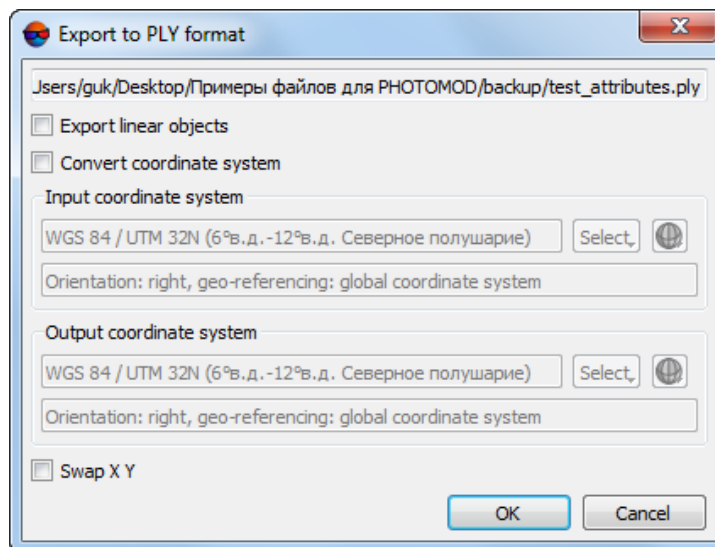 Export to PLY format
Jsers/guk/Desktop/Примеры файлов для PHOTOMOD/backup/test_attributes.ply
Export linear objects
Convert coordinate system
Input coordinate system
WGS 84 / UTM 32N (6°в.д.-12°в.д. Северное полушарие) Select
Orientation: right, geo-referencing: global coordinate system
Output coordinate system
WGS 84 / UTM 32N (6°в.д.-12°в.д. Северное полушарие) Select
Orientation: right, geo-referencing: global coordinate system
Swap X Y
OK Cancel